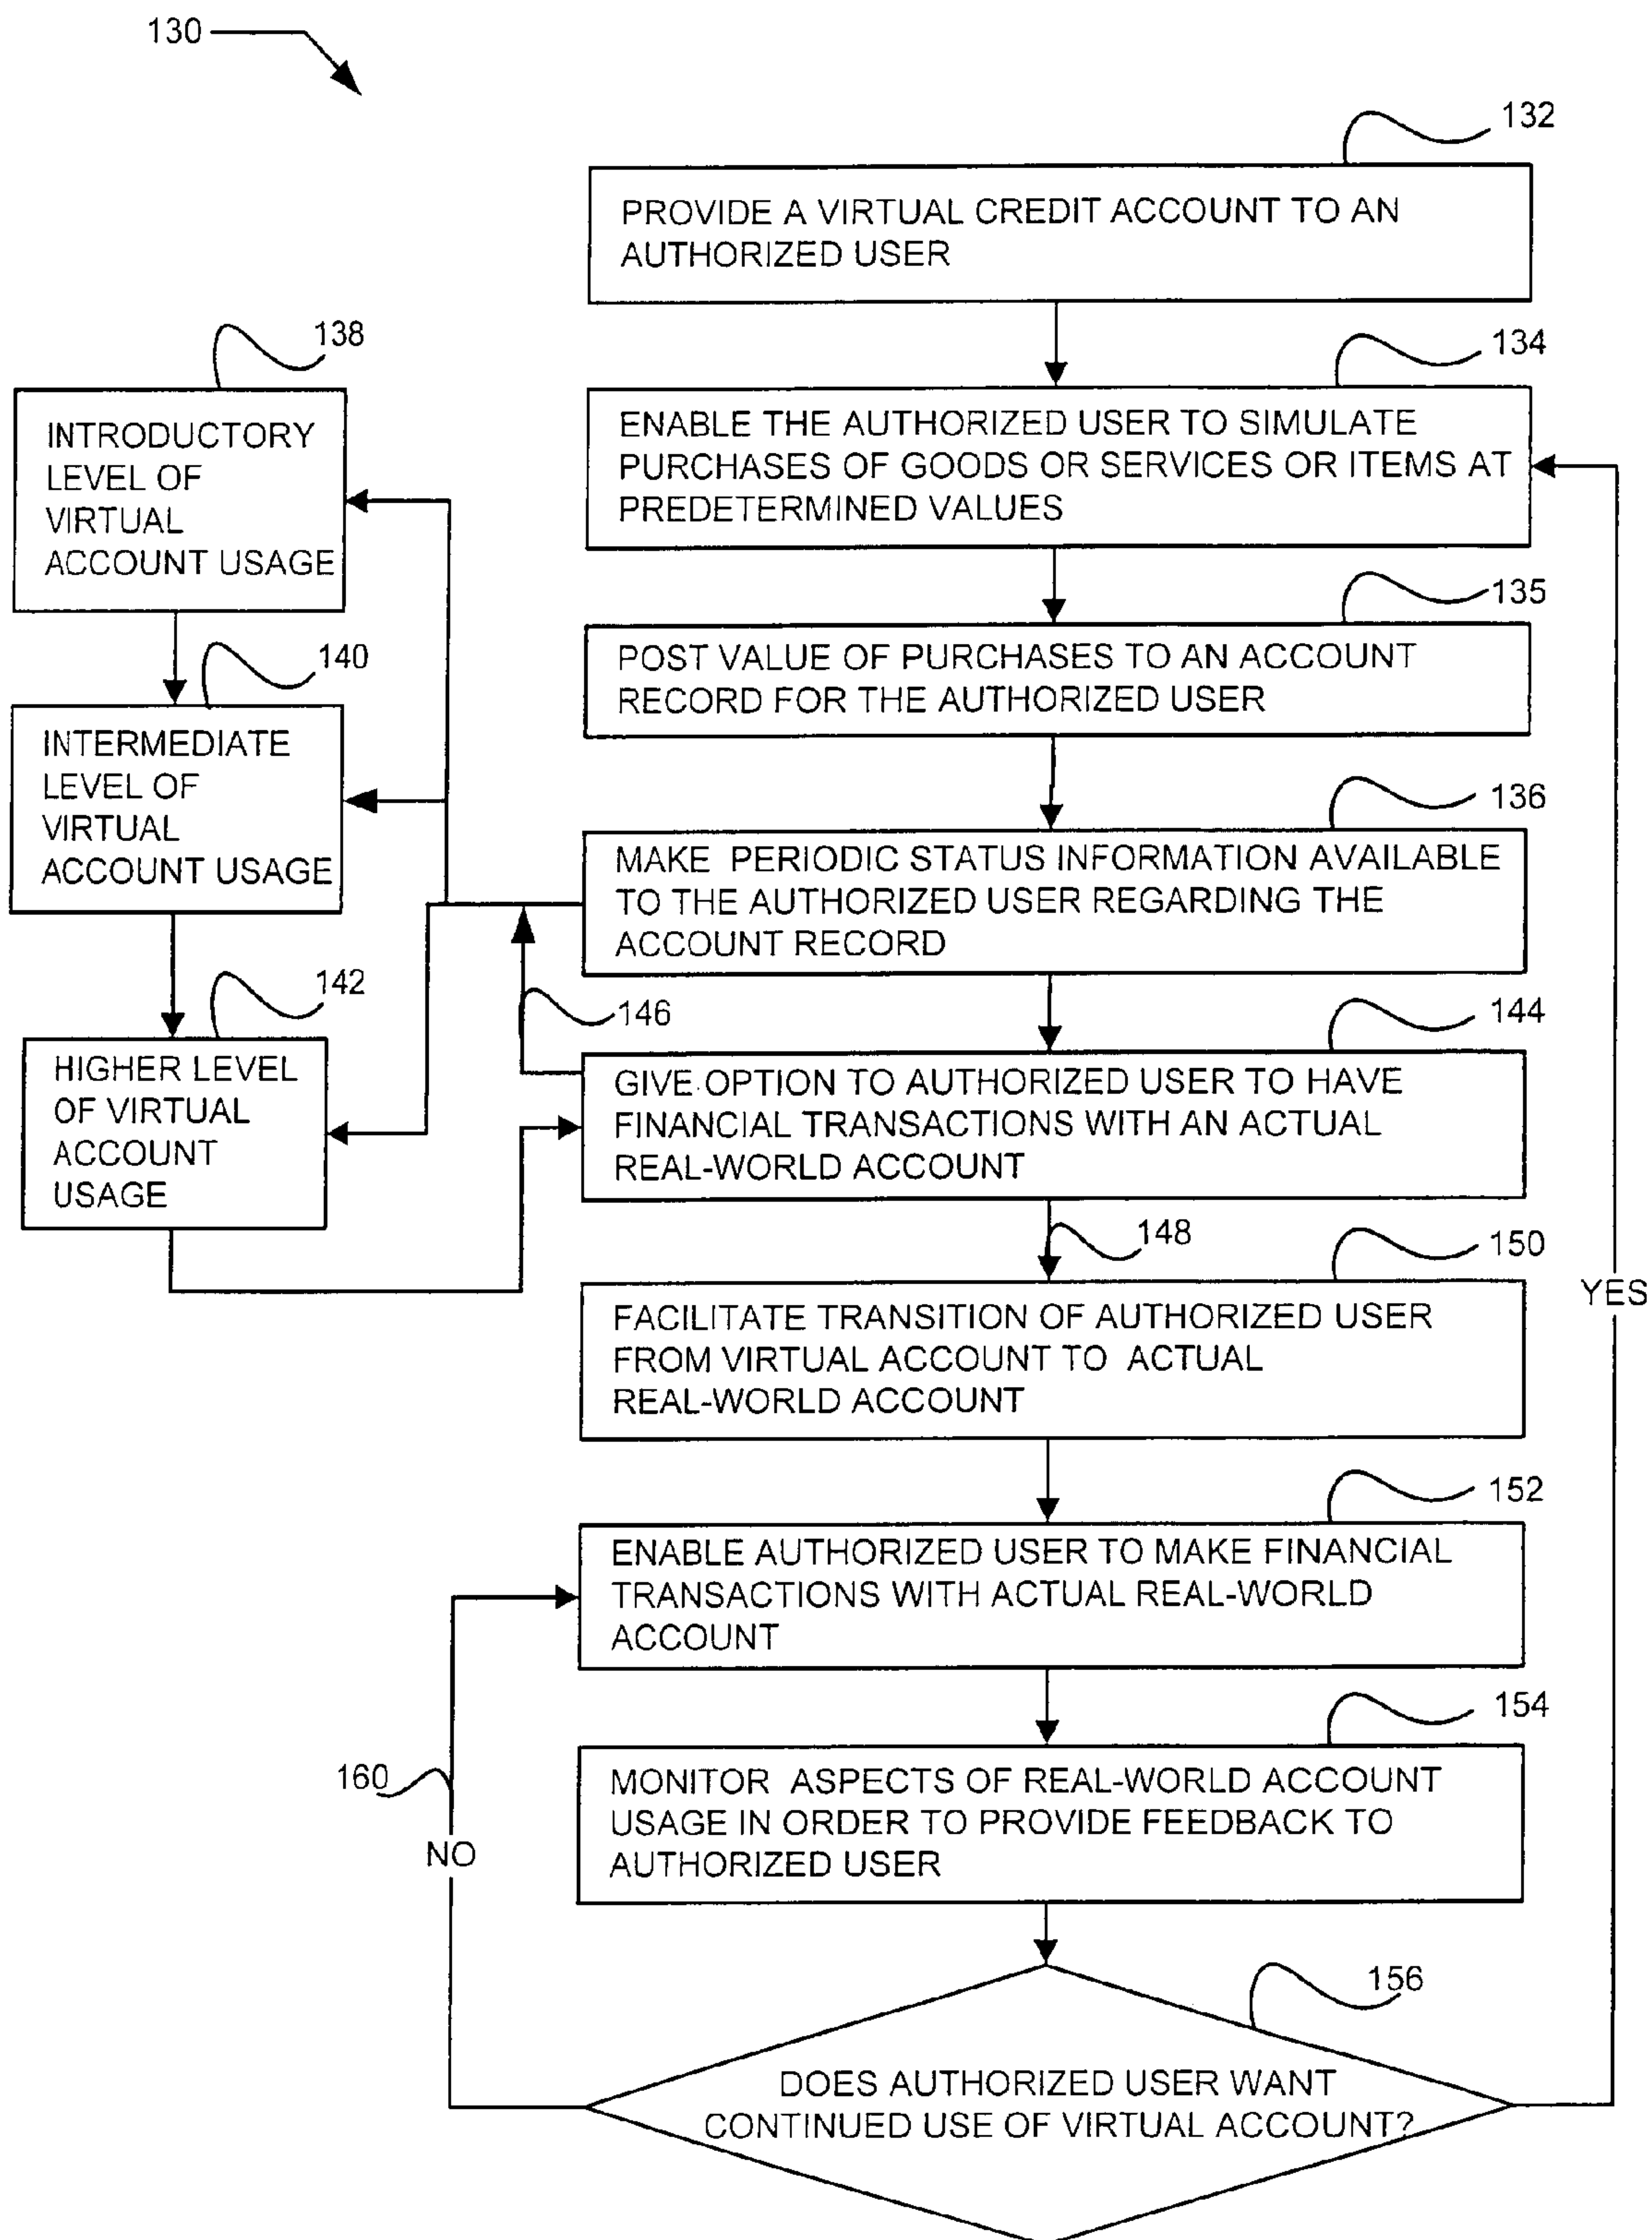 130
132
PROVIDE A VIRTUAL CREDIT ACCOUNT TO AN
AUTHORIZED USER
134
ENABLE THE AUTHORIZED USER TO SIMULATE
PURCHASES OF GOODS OR SERVICES OR ITEMS AT
PREDETERMINED VALUES
135
POST VALUE OF PURCHASES TO AN ACCOUNT
RECORD FOR THE AUTHORIZED USER
136
MAKE PERIODIC STATUS INFORMATION AVAILABLE
TO THE AUTHORIZED USER REGARDING THE
ACCOUNT RECORD
138
INTRODUCTORY
LEVEL OF
VIRTUAL
ACCOUNT USAGE
140
INTERMEDIATE
LEVEL OF
VIRTUAL
ACCOUNT USAGE
142
HIGHER LEVEL
OF VIRTUAL
ACCOUNT
USAGE
146
144
GIVE OPTION TO AUTHORIZED USER TO HAVE
FINANCIAL TRANSACTIONS WITH AN ACTUAL
REAL-WORLD ACCOUNT
148
150
FACILITATE TRANSITION OF AUTHORIZED USER
FROM VIRTUAL ACCOUNT TO ACTUAL
REAL-WORLD ACCOUNT
YES
152
ENABLE AUTHORIZED USER TO MAKE FINANCIAL
TRANSACTIONS WITH ACTUAL REAL-WORLD
ACCOUNT
154
MONITOR ASPECTS OF REAL-WORLD ACCOUNT
USAGE IN ORDER TO PROVIDE FEEDBACK TO
AUTHORIZED USER
160
NO
156
DOES AUTHORIZED USER WANT
CONTINUED USE OF VIRTUAL ACCOUNT?